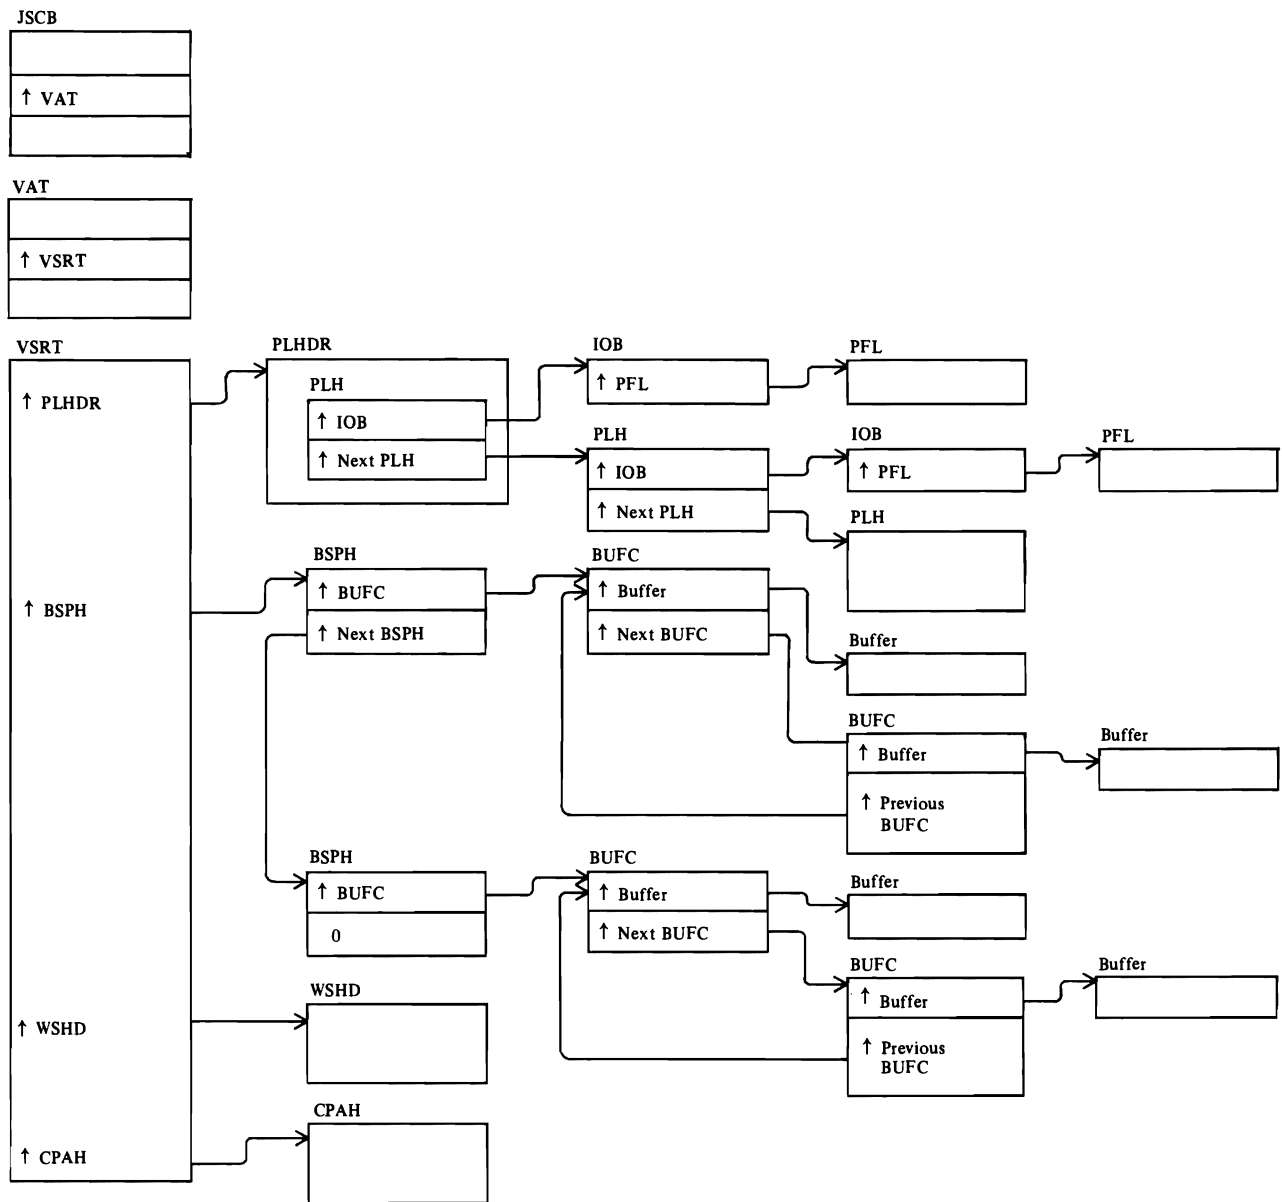 JSCB
↑ VAT
VAT
↑ VSRT
VSRT
↑ PLHDR
↑ BSPH
↑ WSHD
↑ CPAH
PLHDR
PLH
↑ IOB
↑ Next PLH
IOB
↑ PFL
PFL
PLH
↑ IOB
↑ Next PLH
IOB
↑ PFL
PFL
PLH
BSPH
↑ BUFC
↑ Next BSPH
BUFC
↑ Buffer
↑ Next BUFC
Buffer
BUFC
↑ Buffer
↑ Previous
BUFC
Buffer
BSPH
↑ BUFC
0
BUFC
↑ Buffer
↑ Next BUFC
Buffer
BUFC
↑ Buffer
↑ Previous
BUFC
Buffer
WSHD
CPAH